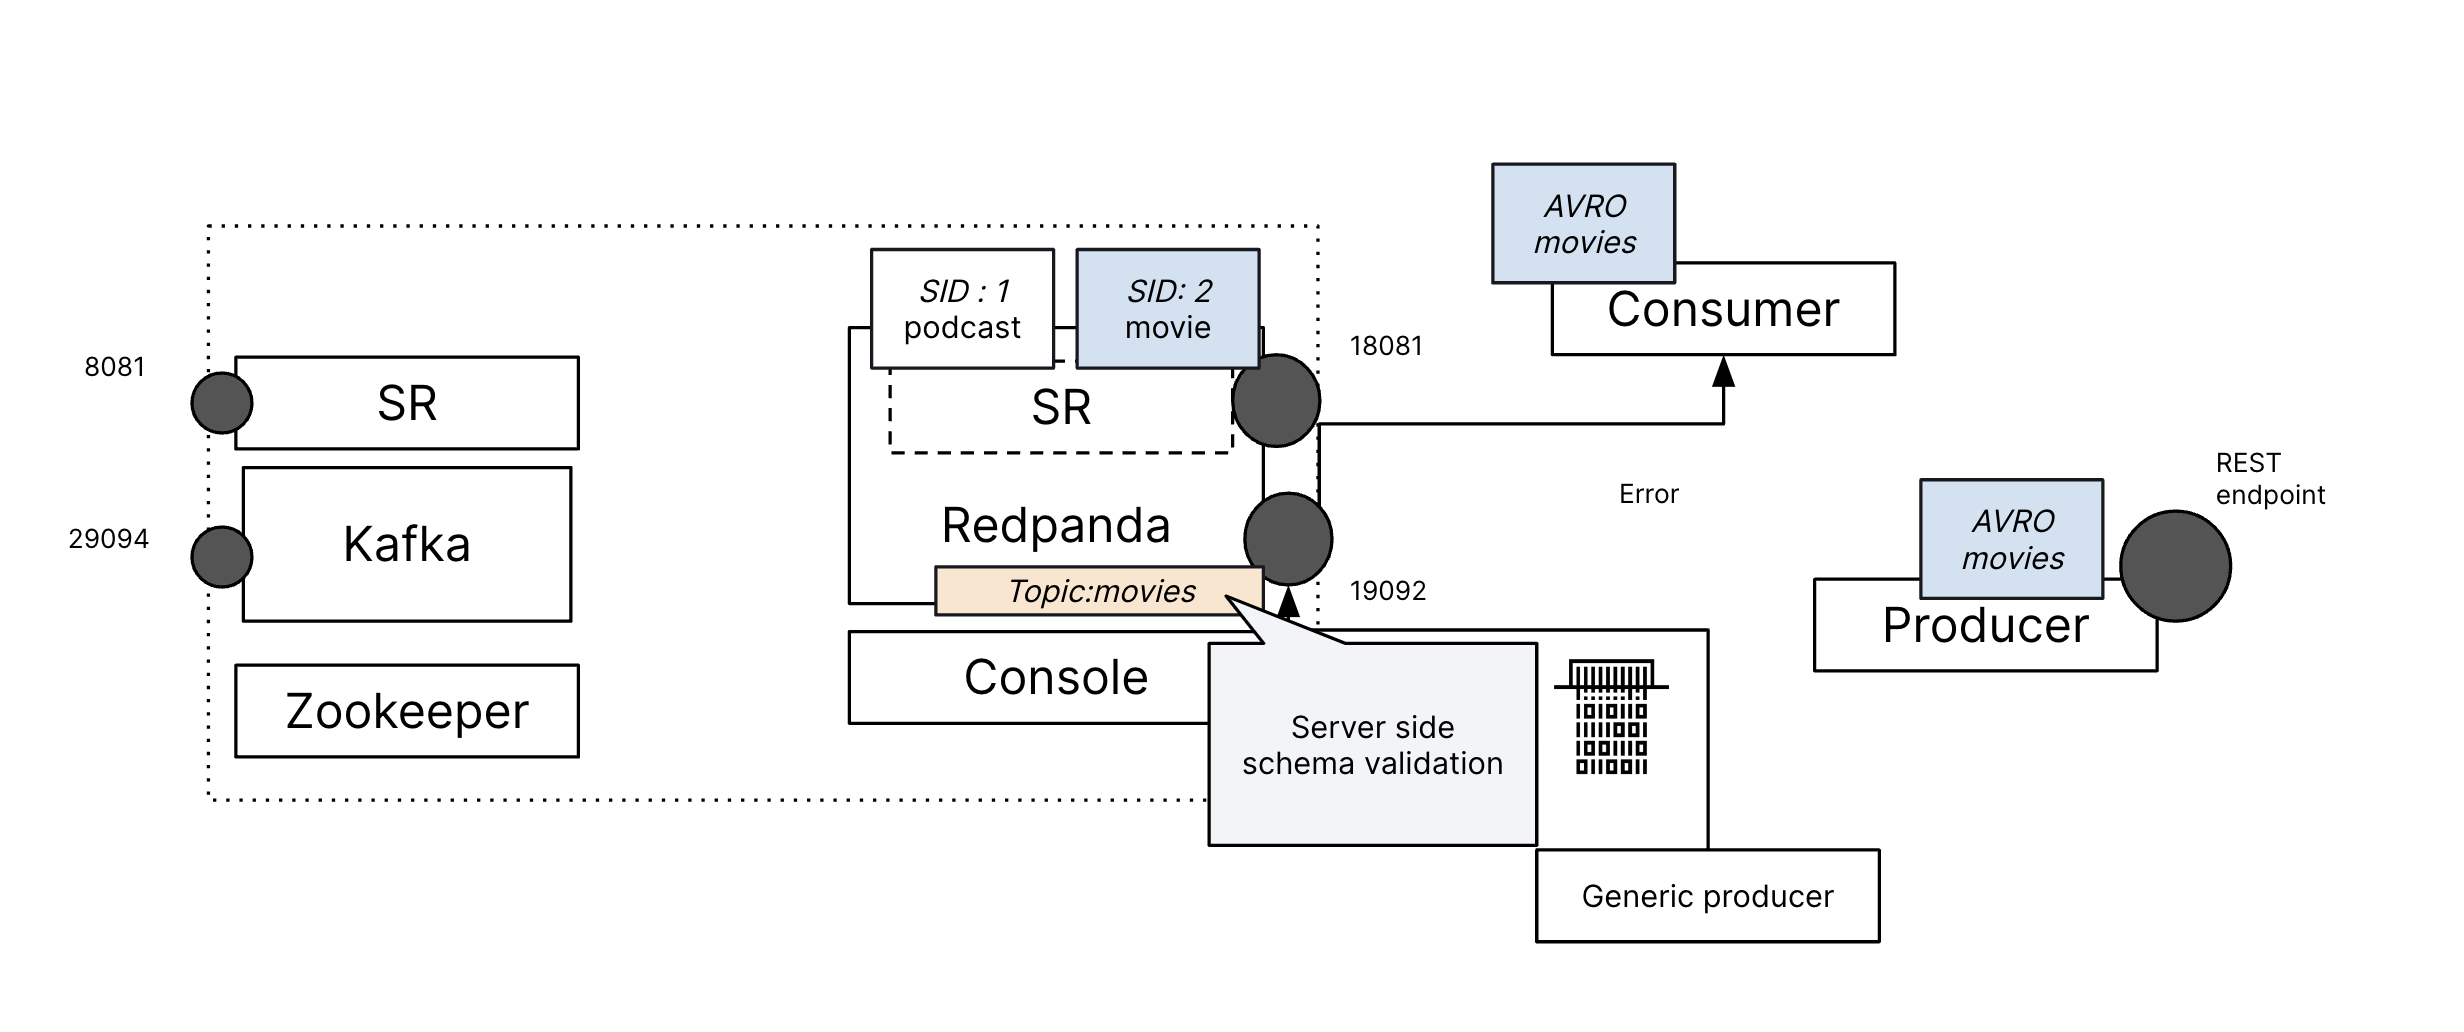 AVRO
movies
Consumer
SID : 1
podcast
SID: 2
movie
18081
8081
SR
SR
REST
endpoint
Error
AVRO
movies
29094
Kafka
Redpanda
Topic:movies
19092
Producer
Zookeeper
Console
Server side
schema validation
Generic producer